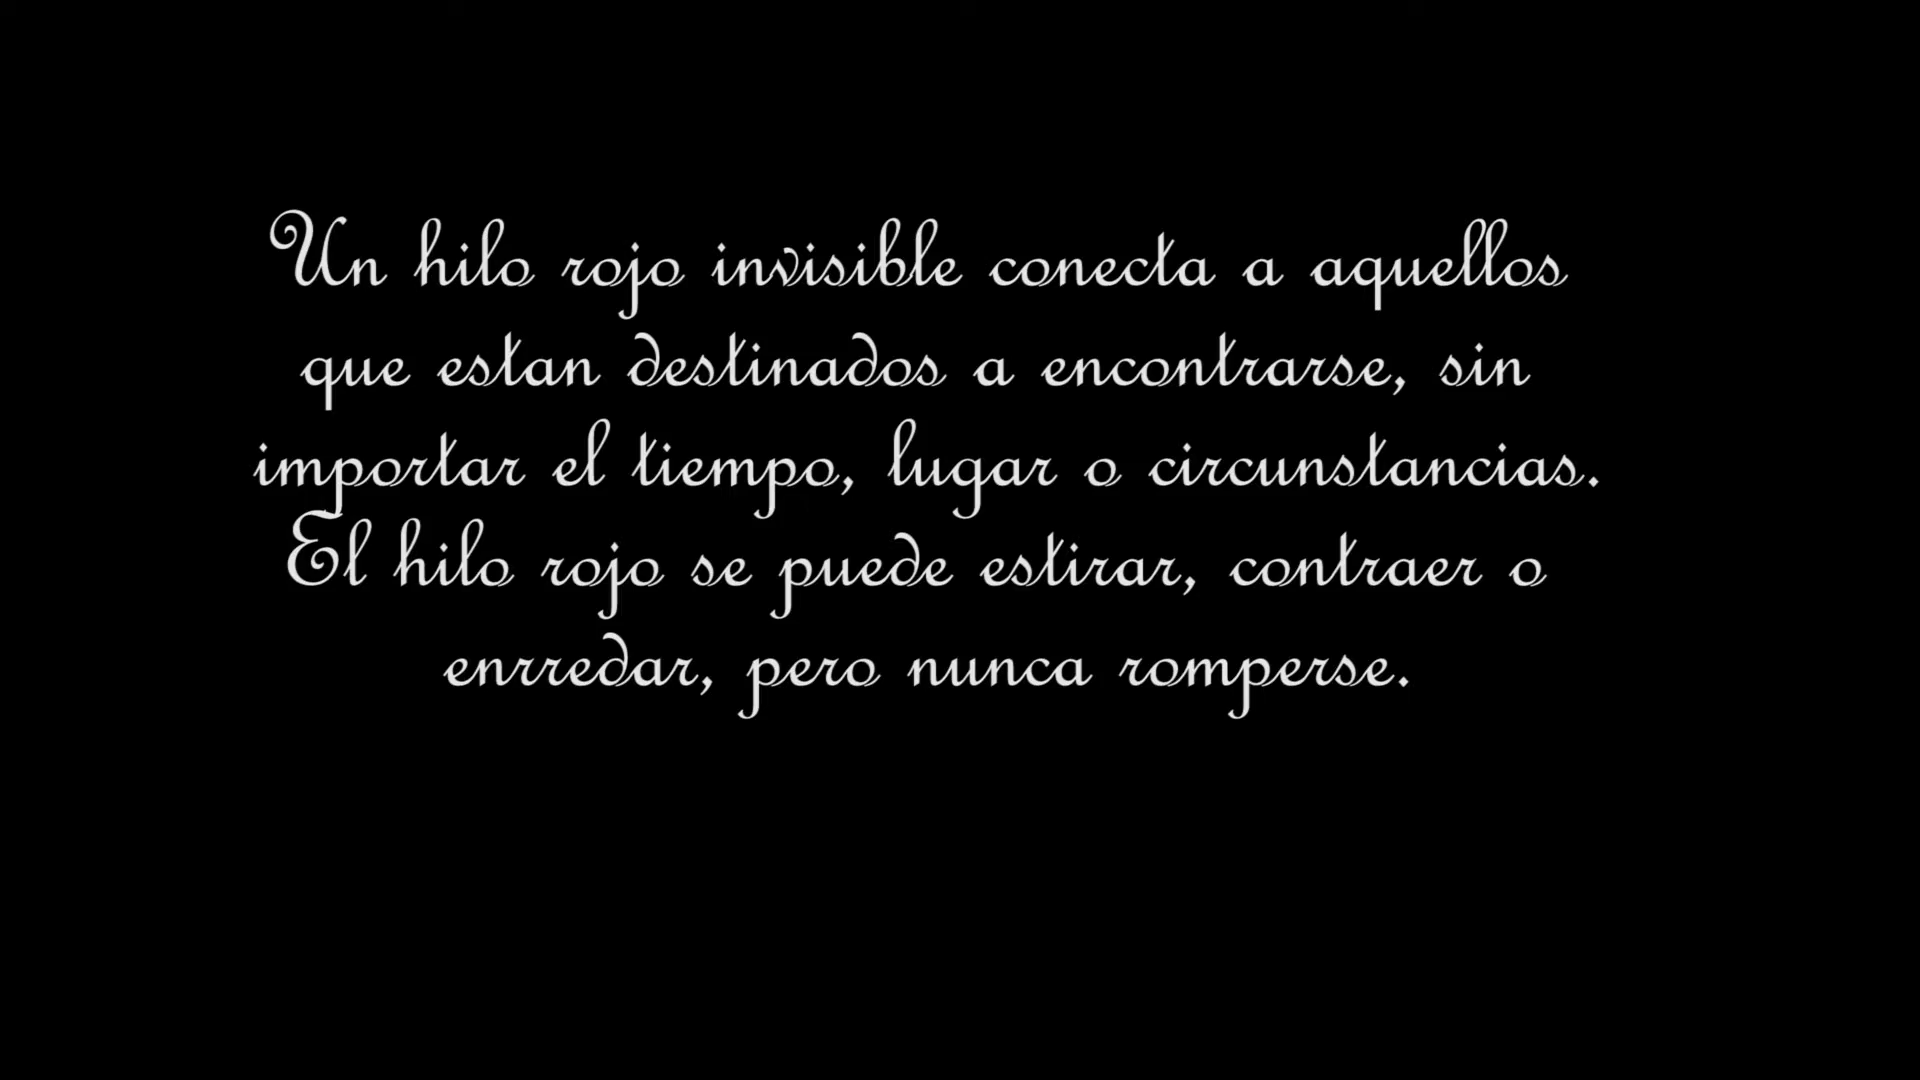 Un hilo rojo invisible conecta a aquellos
que estan destinados a encontrarse, sin
importar el tiempo, lugar o circunstancias.
El hilo rojo se puede estirar, contraer o
enrredar, pero nunca romperse.